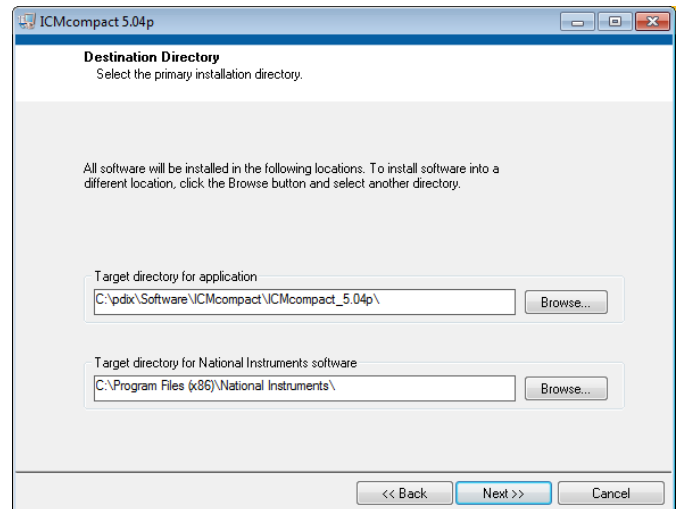 ICMcompact 5.04p
Destination Directory
Select the primary installation directory.
All software will be installed in the following locations. To install software into a
different location, click the Browse button and select another directory.
Target directory for application
C:\pdix\Software\ICMcompact\ICMcompact_5.04p\
Browse...
Target directory for National Instruments software
C:\Program Files (x86)\National Instruments\
Browse...
<< Back
Next >>
Cancel